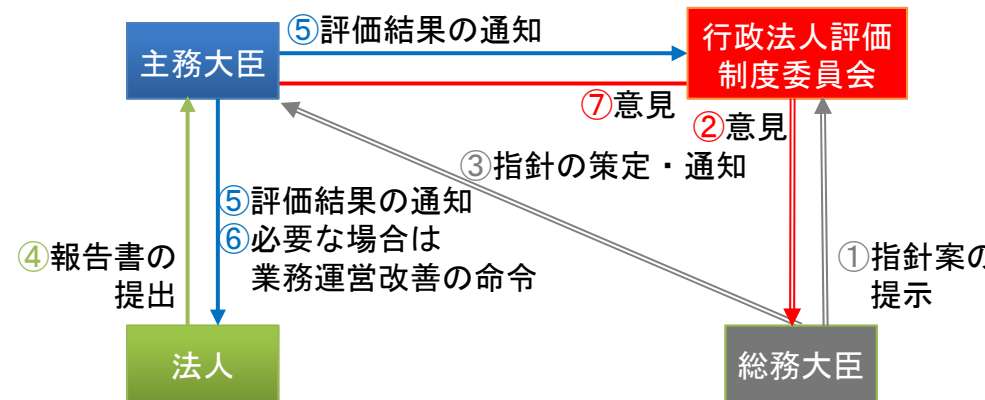 ⑤評価結果の通知
主務大臣
行政法人評価
制度委員会
⑦意見
②意見
③指針の策定・通知
⑤評価結果の通知
⑥必要な場合は
業務運営改善の命令
④報告書の
提出
①指針案の
提示
法人
総務大臣